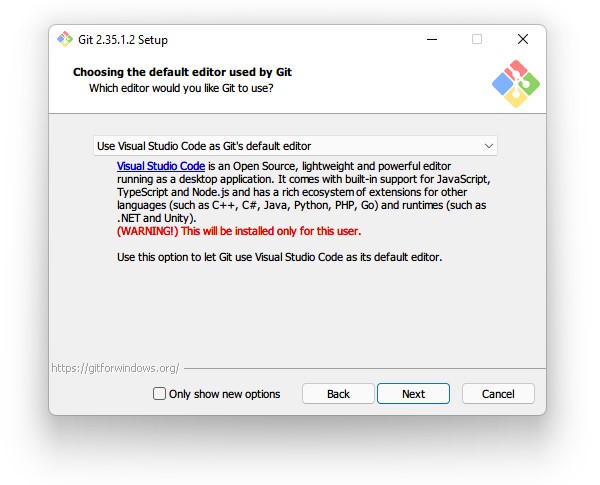 Git 2.35.1.2 Setup
Choosing the default editor used by Git
Which editor would you like Git to use?
Use Visual Studio Code as Git's default editor
Visual Studio Code is an Open Source, lightweight and powerful editor
running as a desktop application. It comes with built-in support for JavaScript,
TypeScript and Node.js and has a rich ecosystem of extensions for other
languages (such as C++, C#, Java, Python, PHP, Go) and runtimes (such as
.NET and Unity).
(WARNING!) This will be installed only for this user.
Use this option to let Git use Visual Studio Code as its default editor.
https://gitforwindows.org/
Only show new options
Back
Next
Cancel